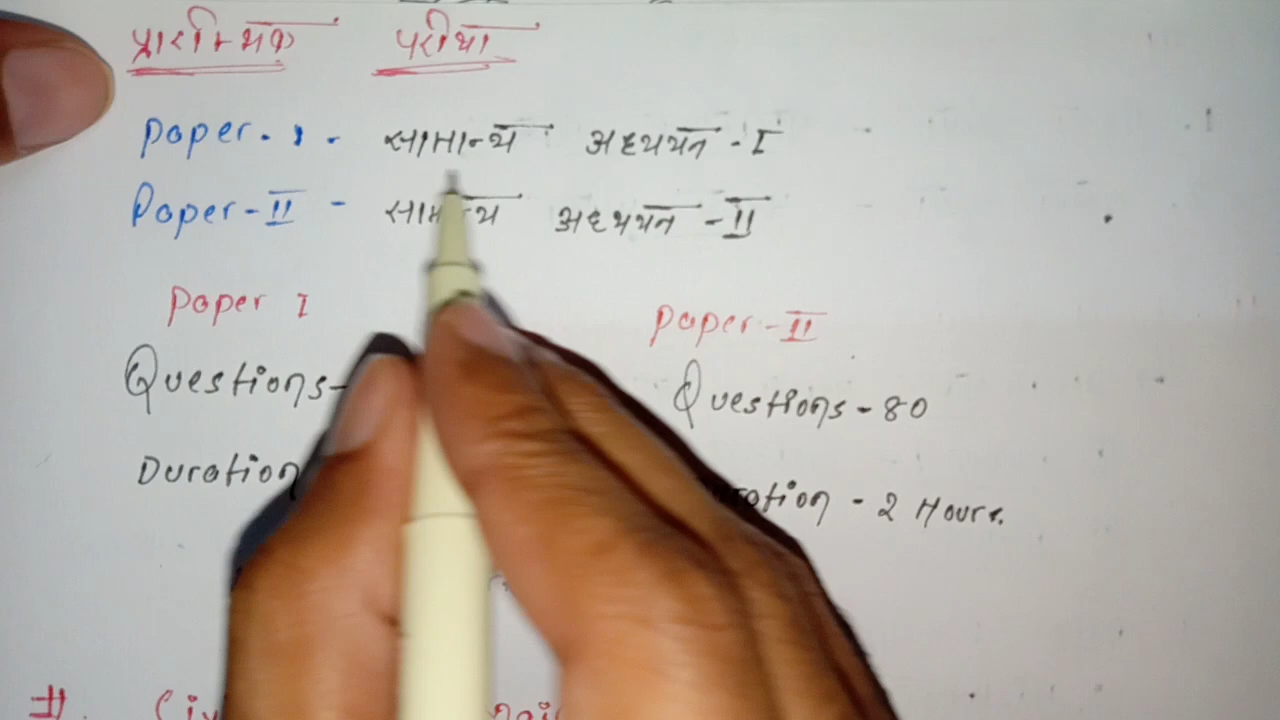 प्रारम्भिक परीक्षा
Paper - I - सामान्य अध्ययन - I
Paper - II - सामान्य अध्ययन - II
Paper I
Paper - II
Questions-
Questions - 80
Duration
- 2 Hours.